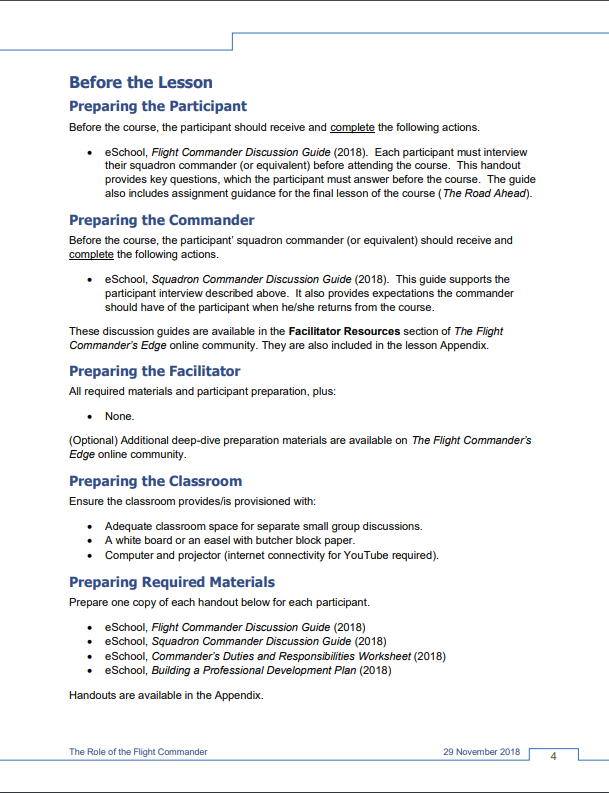 Before the Lesson
Preparing the Participant
Before the course, the participant should receive and complete the following actions.
• eSchool, Flight Commander Discussion Guide (2018).  Each participant must interview
their squadron commander (or equivalent) before attending the course.  This handout
provides key questions, which the participant must answer before the course.  The guide
also includes assignment guidance for the final lesson of the course (The Road Ahead).
Preparing the Commander
Before the course, the participant' squadron commander (or equivalent) should receive and
complete the following actions.
• eSchool, Squadron Commander Discussion Guide (2018).  This guide supports the
participant interview described above.  It also provides expectations the commander
should have of the participant when he/she returns from the course.
These discussion guides are available in the Facilitator Resources section of The Flight
Commander's Edge online community. They are also included in the lesson Appendix.
Preparing the Facilitator
All required materials and participant preparation, plus:
• None.
(Optional) Additional deep-dive preparation materials are available on The Flight Commander's
Edge online community.
Preparing the Classroom
Ensure the classroom provides/is provisioned with:
• Adequate classroom space for separate small group discussions.
• A white board or an easel with butcher block paper.
• Computer and projector (internet connectivity for YouTube required).
Preparing Required Materials
Prepare one copy of each handout below for each participant.
• eSchool, Flight Commander Discussion Guide (2018)
• eSchool, Squadron Commander Discussion Guide (2018)
• eSchool, Commander's Duties and Responsibilities Worksheet (2018)
• eSchool, Building a Professional Development Plan (2018)
Handouts are available in the Appendix.
The Role of the Flight Commander 29 November 2018 4